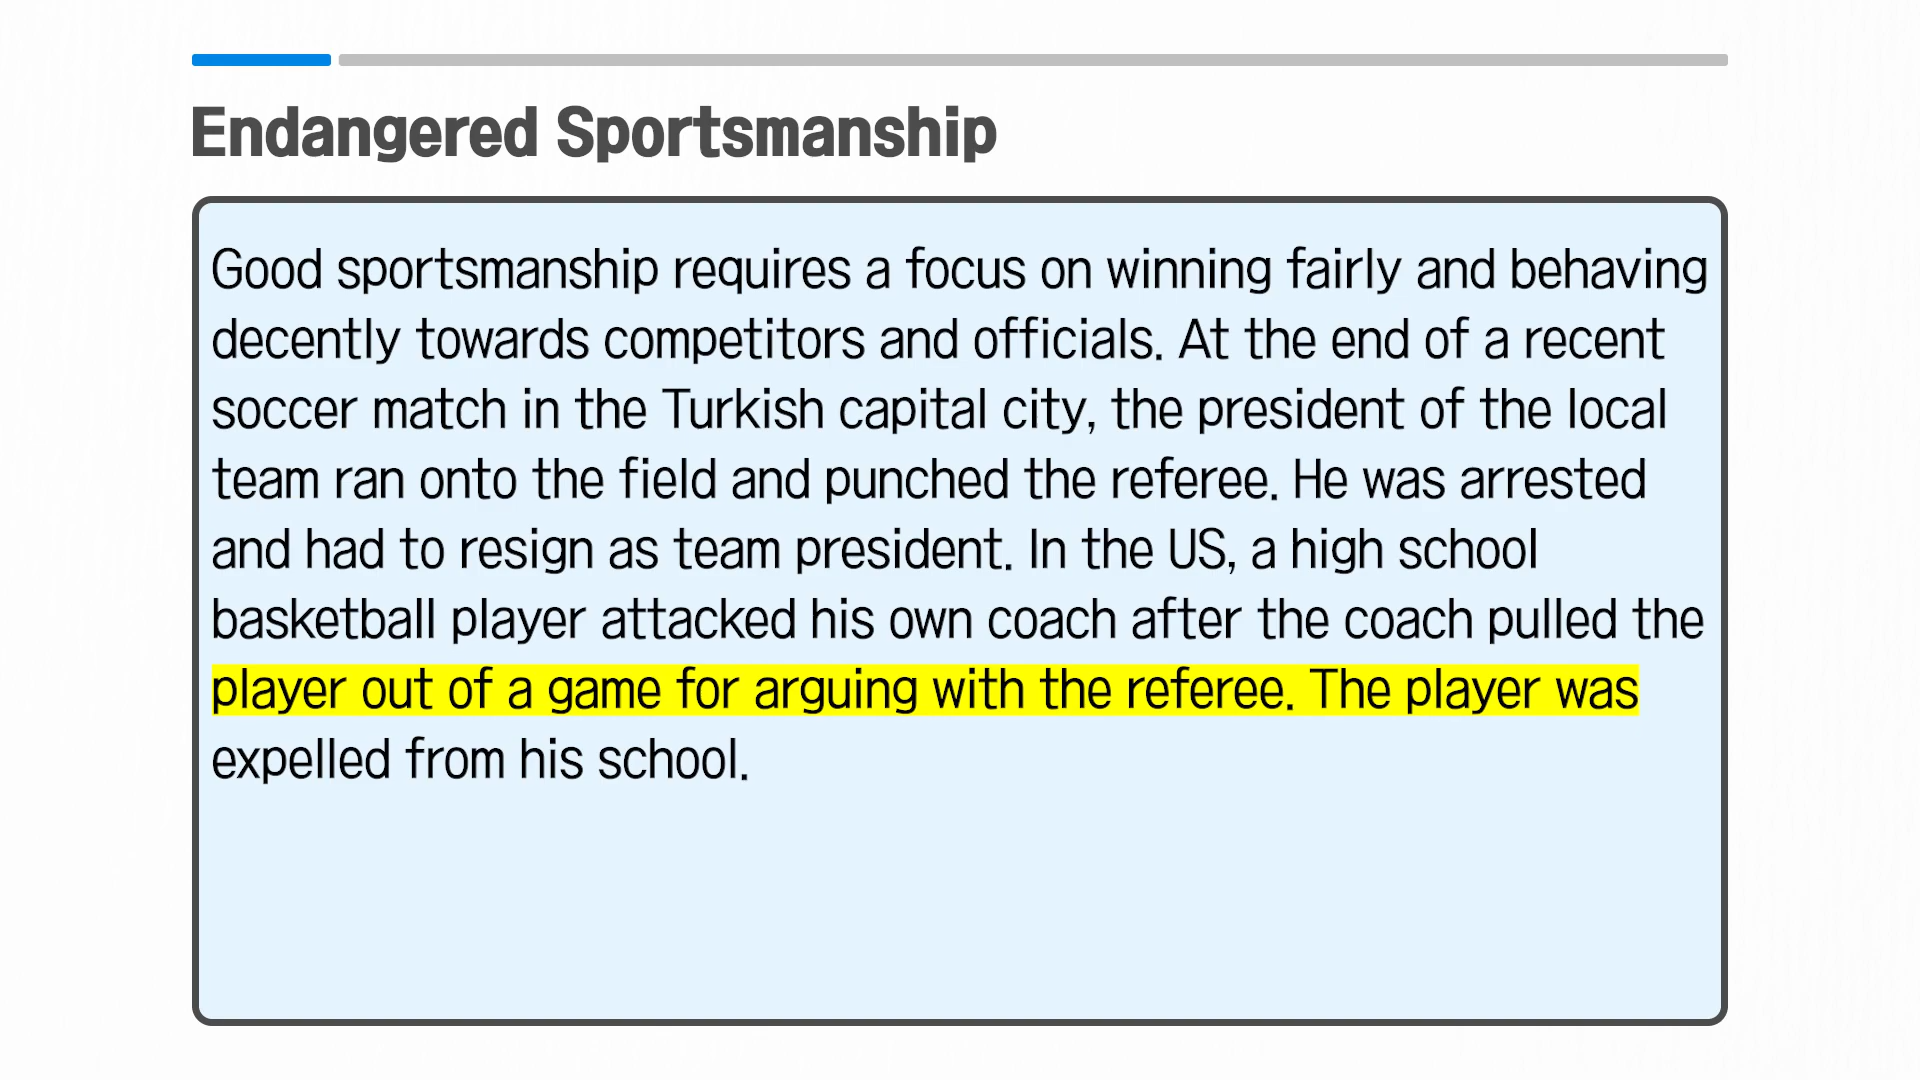 Endangered Sportsmanship
Good sportsmanship requires a focus on winning fairly and behaving
decently towards competitors and officials. At the end of a recent
soccer match in the Turkish capital city, the president of the local
team ran onto the field and punched the referee. He was arrested
and had to resign as team president. In the US, a high school
basketball player attacked his own coach after the coach pulled the
player out of a game for arguing with the referee. The player was
expelled from his school.